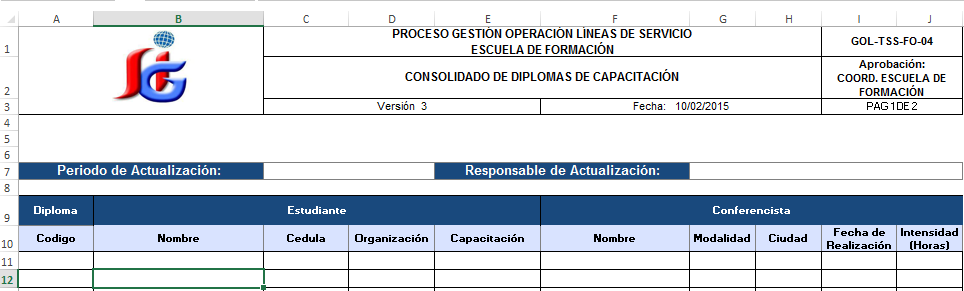 A B C D E F G H I J
1
PROCESO GESTIÓN OPERACIÓN LÍNEAS DE SERVICIO
ESCUELA DE FORMACIÓN
GOL-TSS-FO-04
2
CONSOLIDADO DE DIPLOMAS DE CAPACITACIÓN
Aprobación:
COORD. ESCUELA DE
FORMACIÓN
3 Versión 3 Fecha: 10/02/2015 PAG 1 DE 2
4
5
6
7 Periodo de Actualización: Responsable de Actualización:
8
9 Diploma Estudiante Conferencista
10 Codigo Nombre Cedula Organización Capacitación Nombre Modalidad Ciudad Fecha de Realización Intensidad (Horas)
11
12